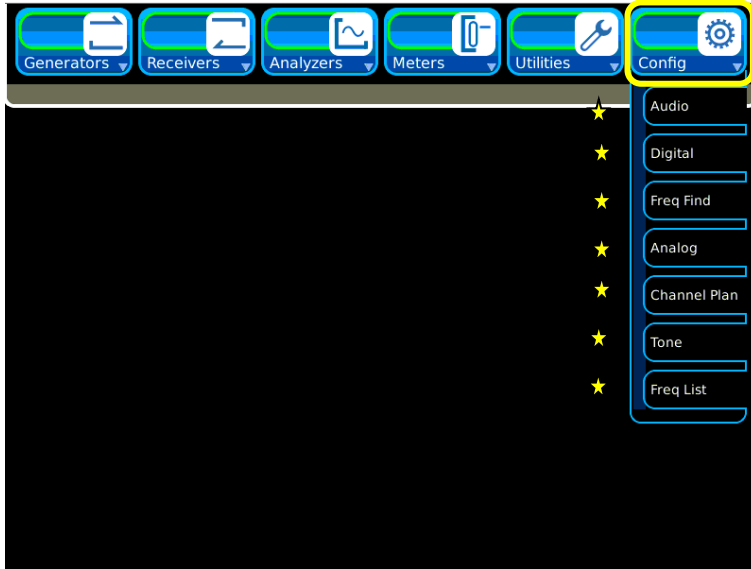 Generators
Receivers
Analyzers
Meters
Utilities
Config
Audio
Digital
Freq Find
Analog
Channel Plan
Tone
Freq List